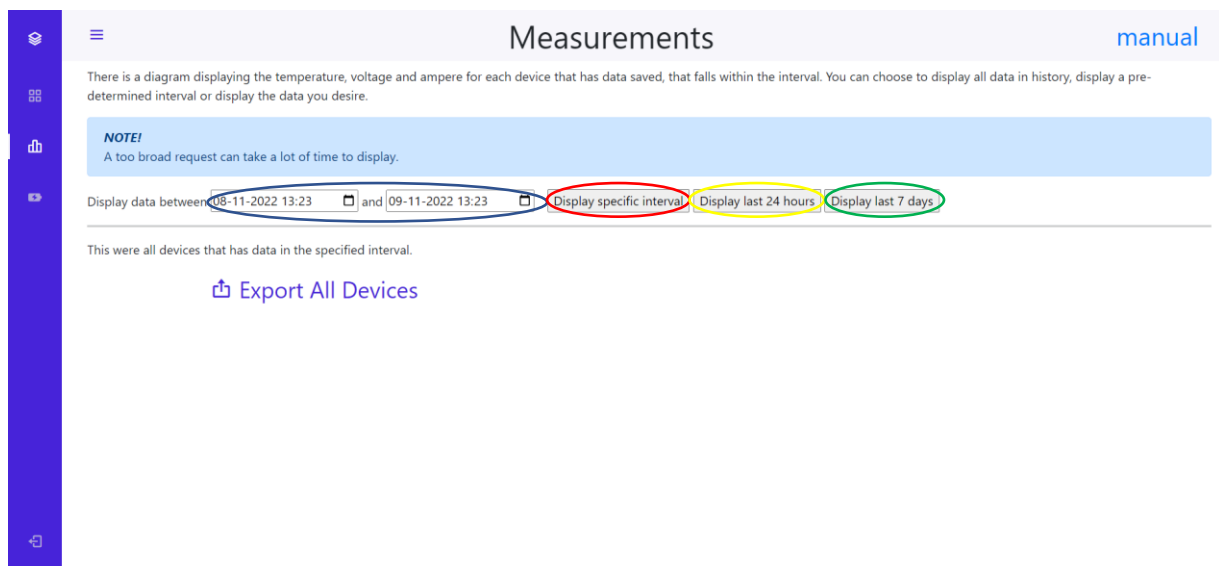 Measurements
manual
There is a diagram displaying the temperature, voltage and ampere for each device that has data saved, that falls within the interval. You can choose to display all data in history, display a pre-
determined interval or display the data you desire.
NOTE!
A too broad request can take a lot of time to display.
Display data between 08-11-2022 13:23 and 09-11-2022 13:23 Display specific interval Display last 24 hours Display last 7 days
This were all devices that has data in the specified interval.
Export All Devices